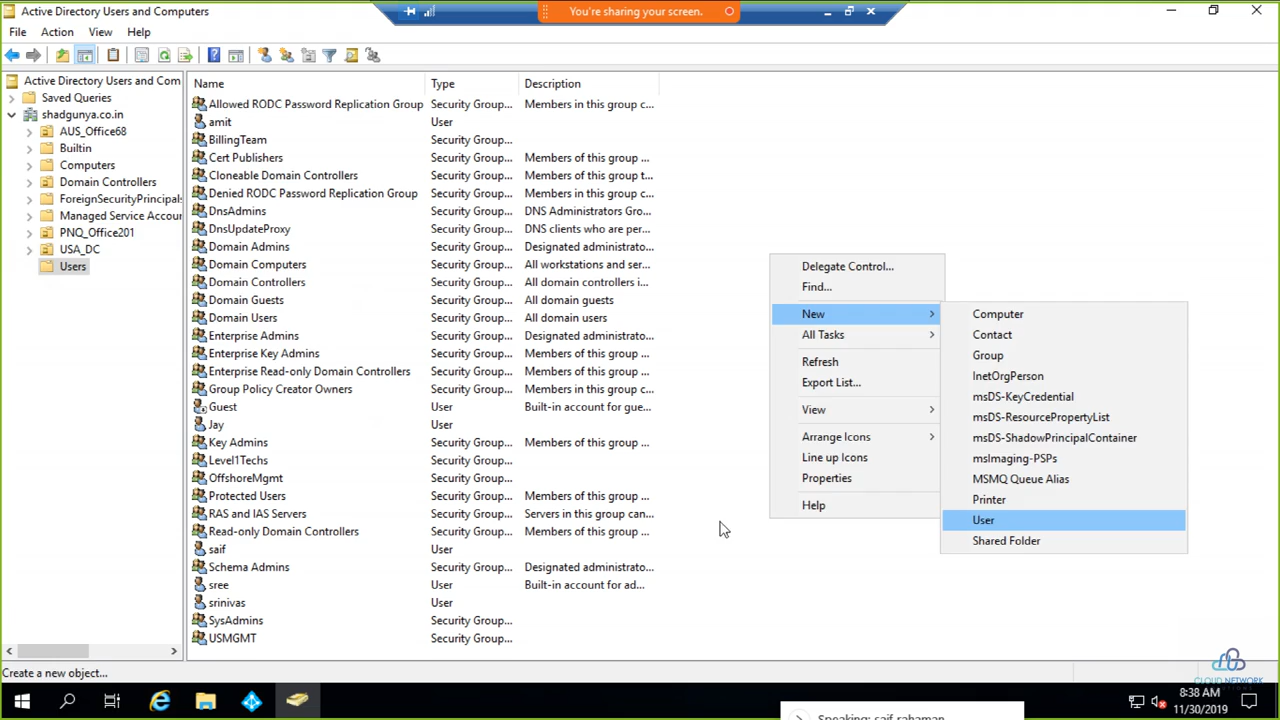 Active Directory Users and Computers
You're sharing your screen.
File Action View Help
Active Directory Users and Com
Saved Queries
shadgunya.co.in
AUS_Office68
Builtin
Computers
Domain Controllers
ForeignSecurityPrincipals
Managed Service Accou
PNQ_Office201
USA_DC
Users
Name Type Description
Allowed RODC Password Replication Group Security Group... Members in this group c...
amit User
BillingTeam Security Group...
Cert Publishers Security Group... Members of this group ...
Cloneable Domain Controllers Security Group... Members of this group t...
Denied RODC Password Replication Group Security Group... Members in this group c...
DnsAdmins Security Group... DNS Administrators Gro...
DnsUpdateProxy Security Group... DNS clients who are per...
Domain Admins Security Group... Designated administrato...
Domain Computers Security Group... All workstations and ser...
Domain Controllers Security Group... All domain controllers i...
Domain Guests Security Group... All domain guests
Domain Users Security Group... All domain users
Enterprise Admins Security Group... Designated administrato...
Enterprise Key Admins Security Group... Members of this group ...
Enterprise Read-only Domain Controllers Security Group... Members of this group ...
Group Policy Creator Owners Security Group... Members in this group c...
Guest User Built-in account for gue...
Jay User
Key Admins Security Group... Members of this group ...
Level1Techs Security Group...
OffshoreMgmt Security Group...
Protected Users Security Group... Members of this group ...
RAS and IAS Servers Security Group... Servers in this group can...
Read-only Domain Controllers Security Group... Members of this group ...
saif User
Schema Admins Security Group... Designated administrato...
sree User Built-in account for ad...
srinivas User
SysAdmins Security Group...
USMGMT Security Group...
Delegate Control...
Find...
New
All Tasks
Refresh
Export List...
View
Arrange Icons
Line up Icons
Properties
Help
Computer
Contact
Group
InetOrgPerson
msDS-KeyCredential
msDS-ResourcePropertyList
msDS-ShadowPrincipalContainer
msImaging-PSPs
MSMQ Queue Alias
Printer
User
Shared Folder
Create a new object...
CLOUD NETWORK
8:38 AM
11/30/2019
Speaking: saif rahaman